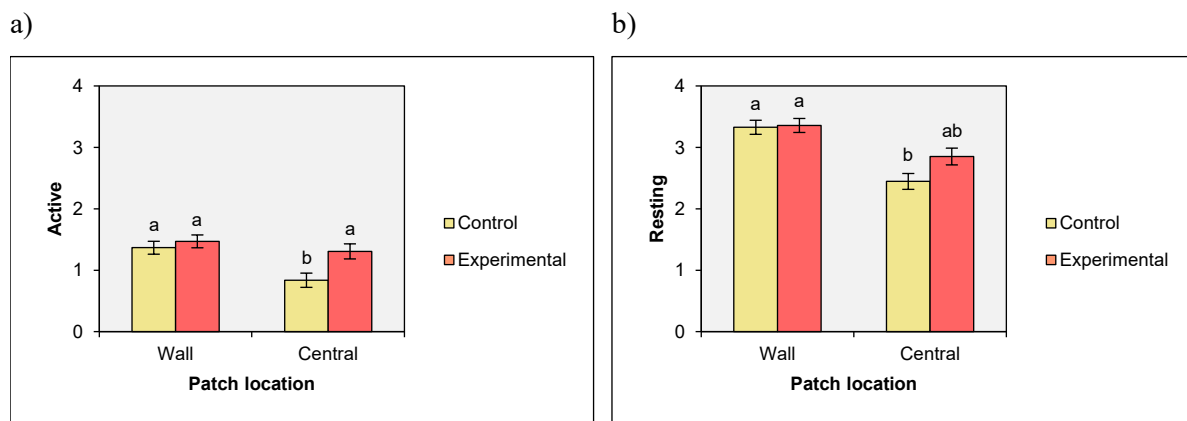 a)
4
3
2
1
0
Active
a
a
b
a
Wall
Central
Patch location
Control
Experimental
b)
4
3
2
1
0
Resting
a
a
b
ab
Wall
Central
Patch location
Control
Experimental